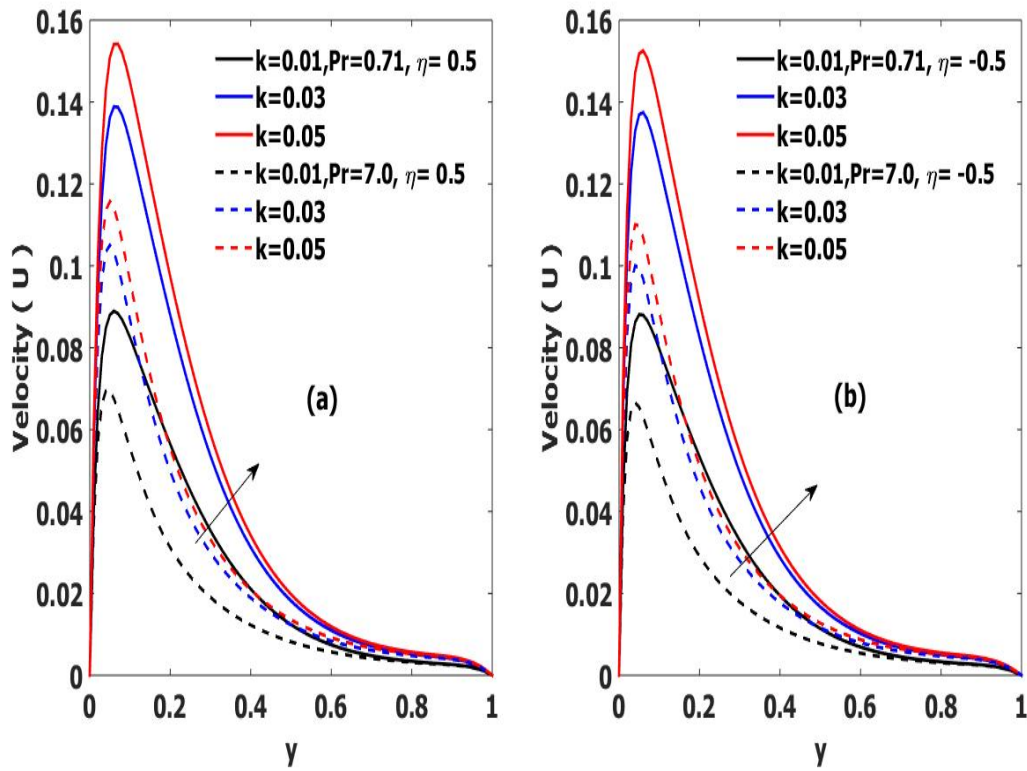 0.16
0.14
0.12
0.1
0.08
0.06
0.04
0.02
0
Velocity ( U )
k=0.01,Pr=0.71, η= 0.5
k=0.03
k=0.05
k=0.01,Pr=7.0, η= 0.5
k=0.03
k=0.05
(a)
0 0.2 0.4 0.6 0.8 1
y
0.16
0.14
0.12
0.1
0.08
0.06
0.04
0.02
0
Velocity ( U )
k=0.01,Pr=0.71, η= -0.5
k=0.03
k=0.05
k=0.01,Pr=7.0, η= -0.5
k=0.03
k=0.05
(b)
0 0.2 0.4 0.6 0.8 1
y